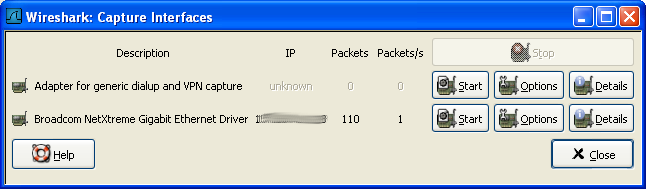 Wireshark: Capture Interfaces
Description IP Packets Packets/s Stop
Adapter for generic dialup and VPN capture unknown 0 0 Start Options Details
Broadcom NetXtreme Gigabit Ethernet Driver 110 1 Start Options Details
Help Close